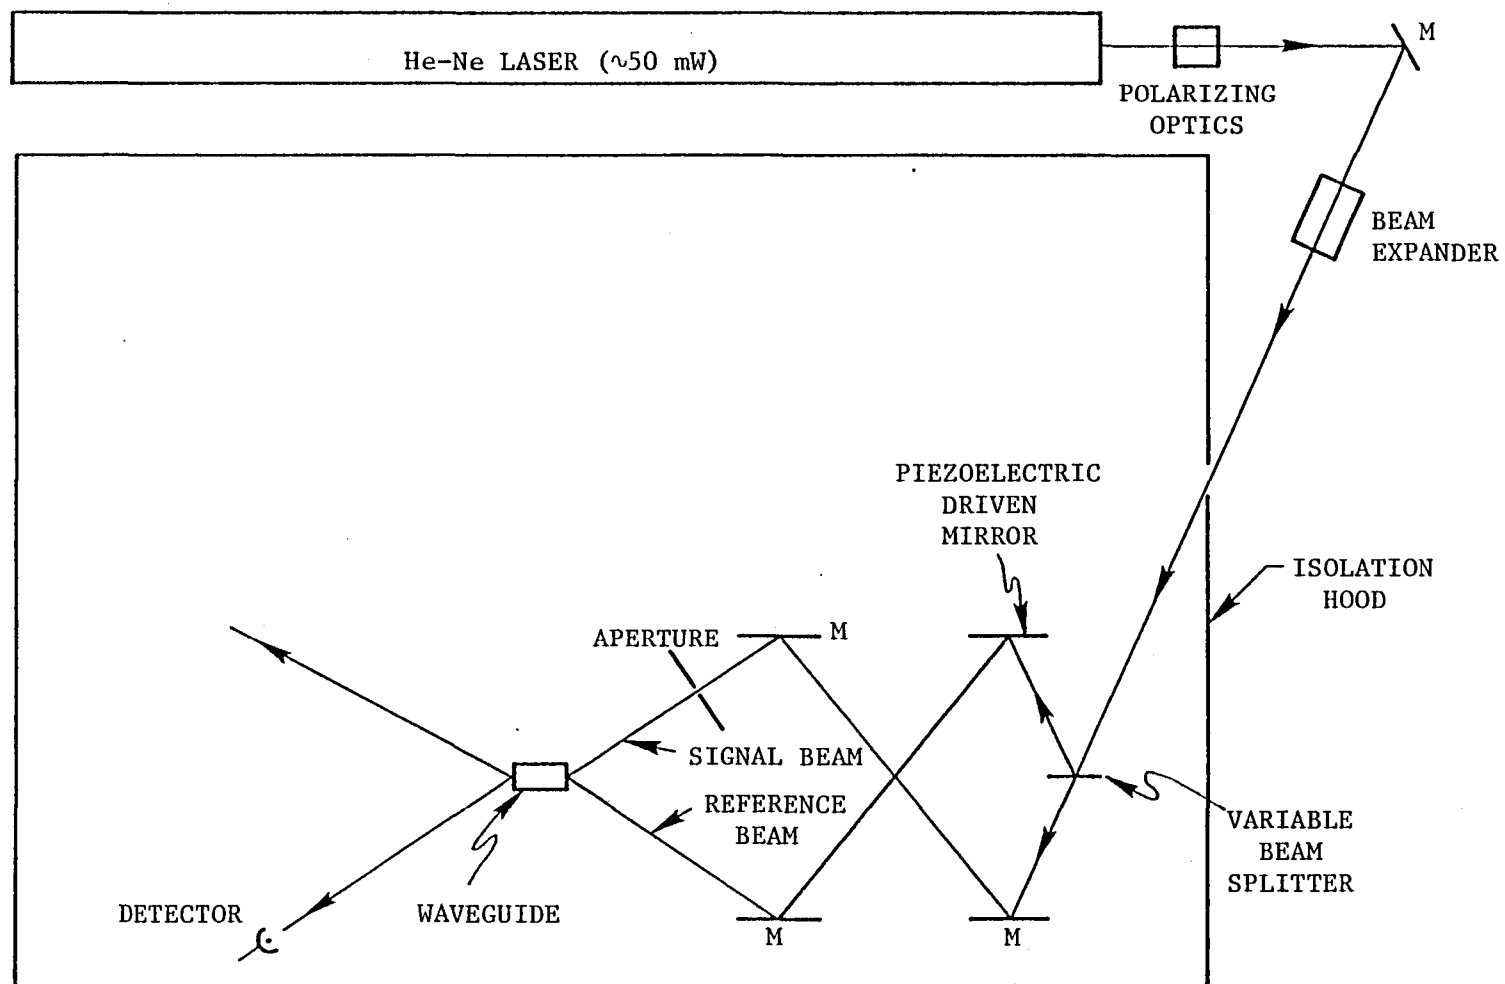 He-Ne LASER (~50 mW)
M
POLARIZING
OPTICS
BEAM
EXPANDER
PIEZOELECTRIC
DRIVEN
MIRROR
ISOLATION
HOOD
APERTURE
M
SIGNAL BEAM
REFERENCE
BEAM
VARIABLE
BEAM
SPLITTER
DETECTOR
WAVEGUIDE
M
M